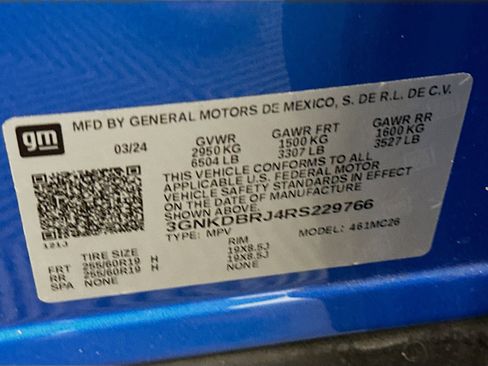 gm
MFD BY GENERAL MOTORS DE MEXICO, S. DE R.L. DE C.V.
03/24 GVWR GAWR FRT GAWR RR
2950 KG 1500 KG 1600 KG
6504 LB 3307 LB 3527 LB
THIS VEHICLE CONFORMS TO ALL
APPLICABLE U.S. FEDERAL MOTOR
VEHICLE SAFETY STANDARDS IN EFFECT
ON THE DATE OF MANUFACTURE
SHOWN ABOVE.
3GNKDBRJ4RS229766
TYPE: MPV MODEL: 461MC26
121J
TIRE SIZE RIM
FRT 255/60R19 H 19X8.5J
RR 255/60R19 H 19X8.5J
SPA NONE NONE